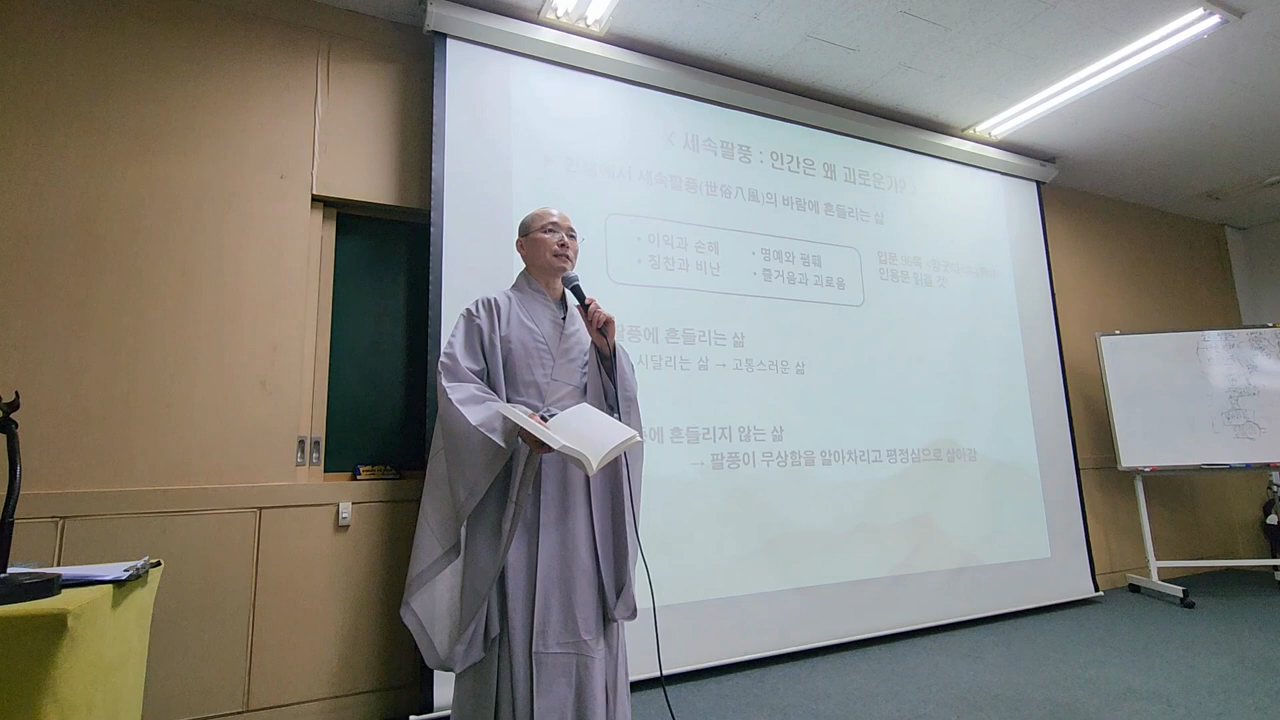 < 세속팔풍 : 인간은 왜 괴로운가? >
세속팔풍(世俗八風)의 바람에 흔들리는 삶
• 이익과 손해
• 칭찬과 비난
• 명예와 폄훼
• 즐거움과 괴로움
입문
인용문 읽을 것
팔풍에 흔들리는 삶
시달리는 삶 → 고통스러운 삶
에 흔들리지 않는 삶
→ 팔풍이 무상함을 알아차리고 평정심으로 살아감